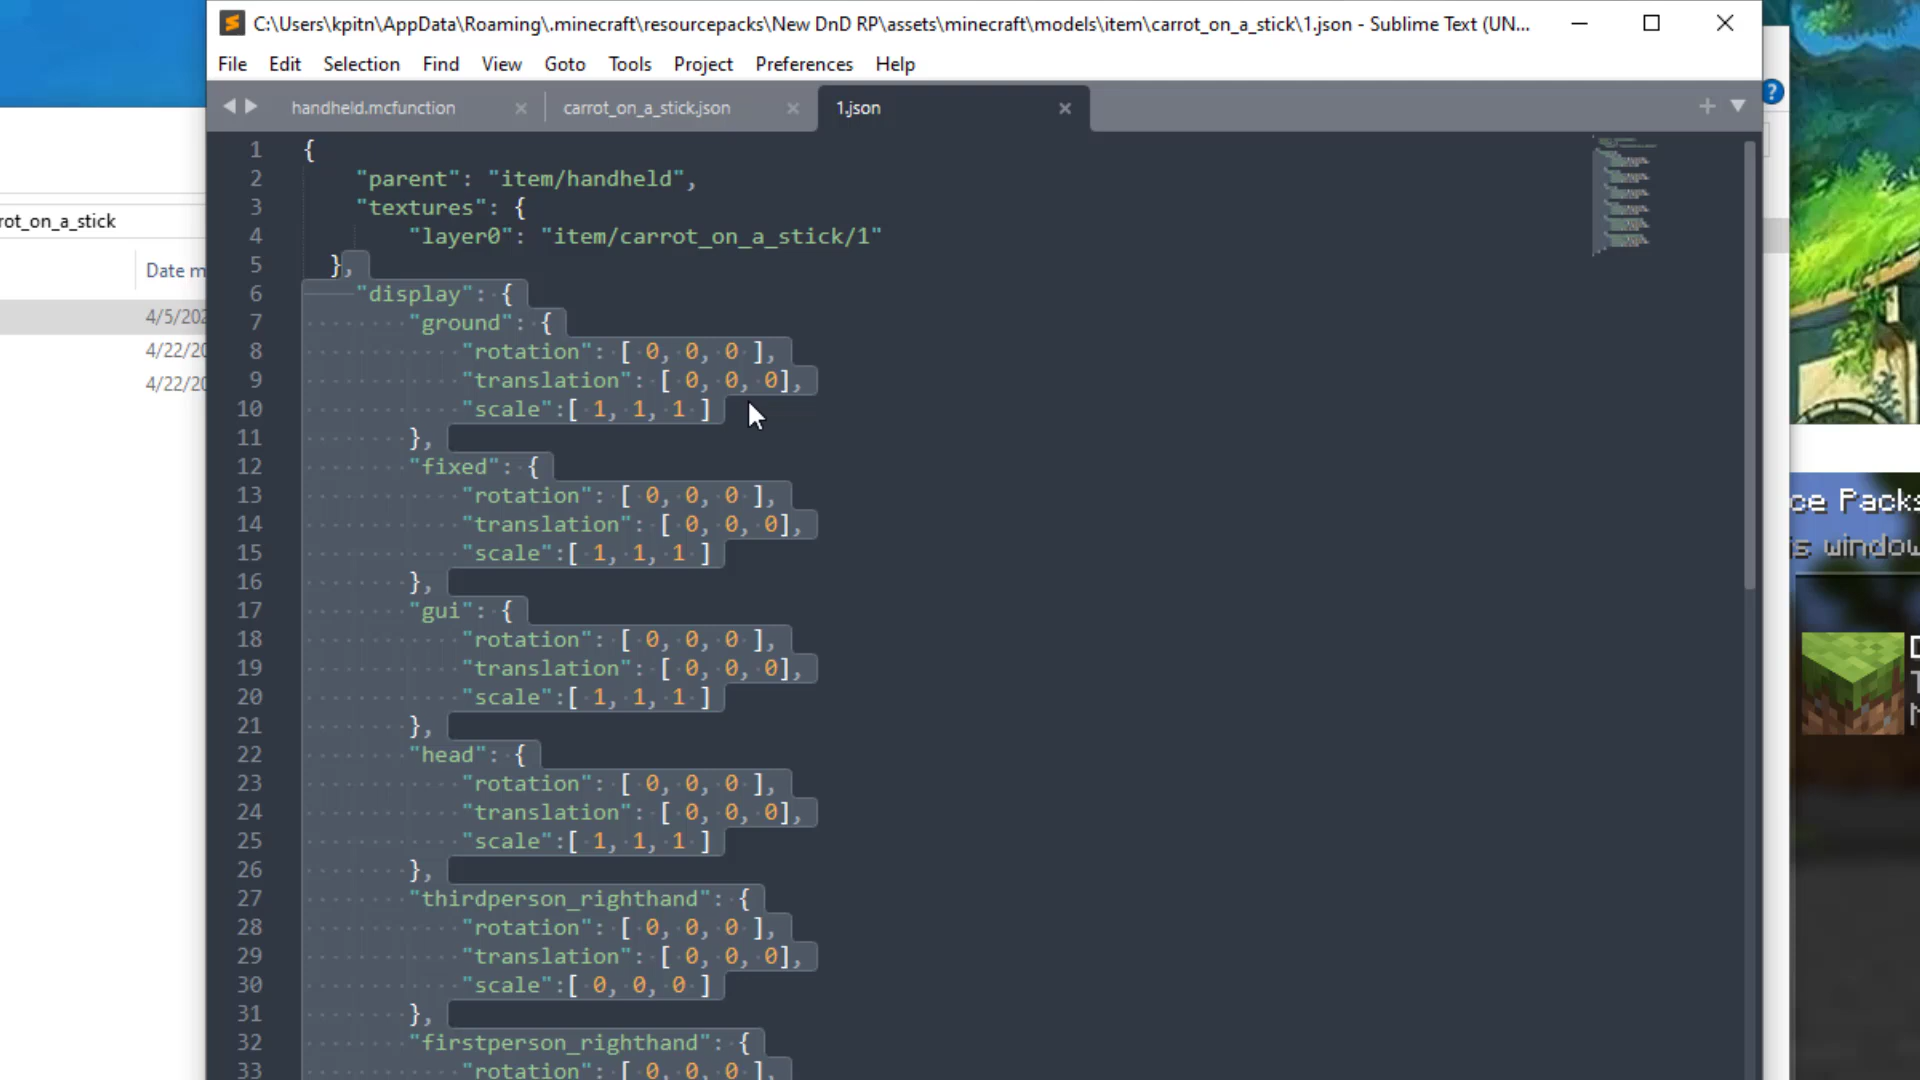 C:\Users\kpitn\AppData\Roaming\.minecraft\resourcepacks\New DnD RP\assets\minecraft\models\item\carrot_on_a_stick\1.json - Sublime Text (UN...
File Edit Selection Find View Goto Tools Project Preferences Help
handheld.mcfunction carrot_on_a_stick.json 1.json
rot_on_a_stick
Date m
4/5/202
4/22/20
4/22/20
1 {
2 "parent": "item/handheld",
3 "textures": {
4 "layer0": "item/carrot_on_a_stick/1"
5 },
6 "display": {
7 "ground": {
8 "rotation": [ 0, 0, 0 ],
9 "translation": [ 0, 0, 0],
10 "scale":[ 1, 1, 1 ]
11 },
12 "fixed": {
13 "rotation": [ 0, 0, 0 ],
14 "translation": [ 0, 0, 0],
15 "scale":[ 1, 1, 1 ]
16 },
17 "gui": {
18 "rotation": [ 0, 0, 0 ],
19 "translation": [ 0, 0, 0],
20 "scale":[ 1, 1, 1 ]
21 },
22 "head": {
23 "rotation": [ 0, 0, 0 ],
24 "translation": [ 0, 0, 0],
25 "scale":[ 1, 1, 1 ]
26 },
27 "thirdperson_righthand": {
28 "rotation": [ 0, 0, 0 ],
29 "translation": [ 0, 0, 0],
30 "scale":[ 0, 0, 0 ]
31 },
32 "firstperson_righthand": {
33 "rotation": [ 0, 0, 0 ],
?
ce Packs
is window